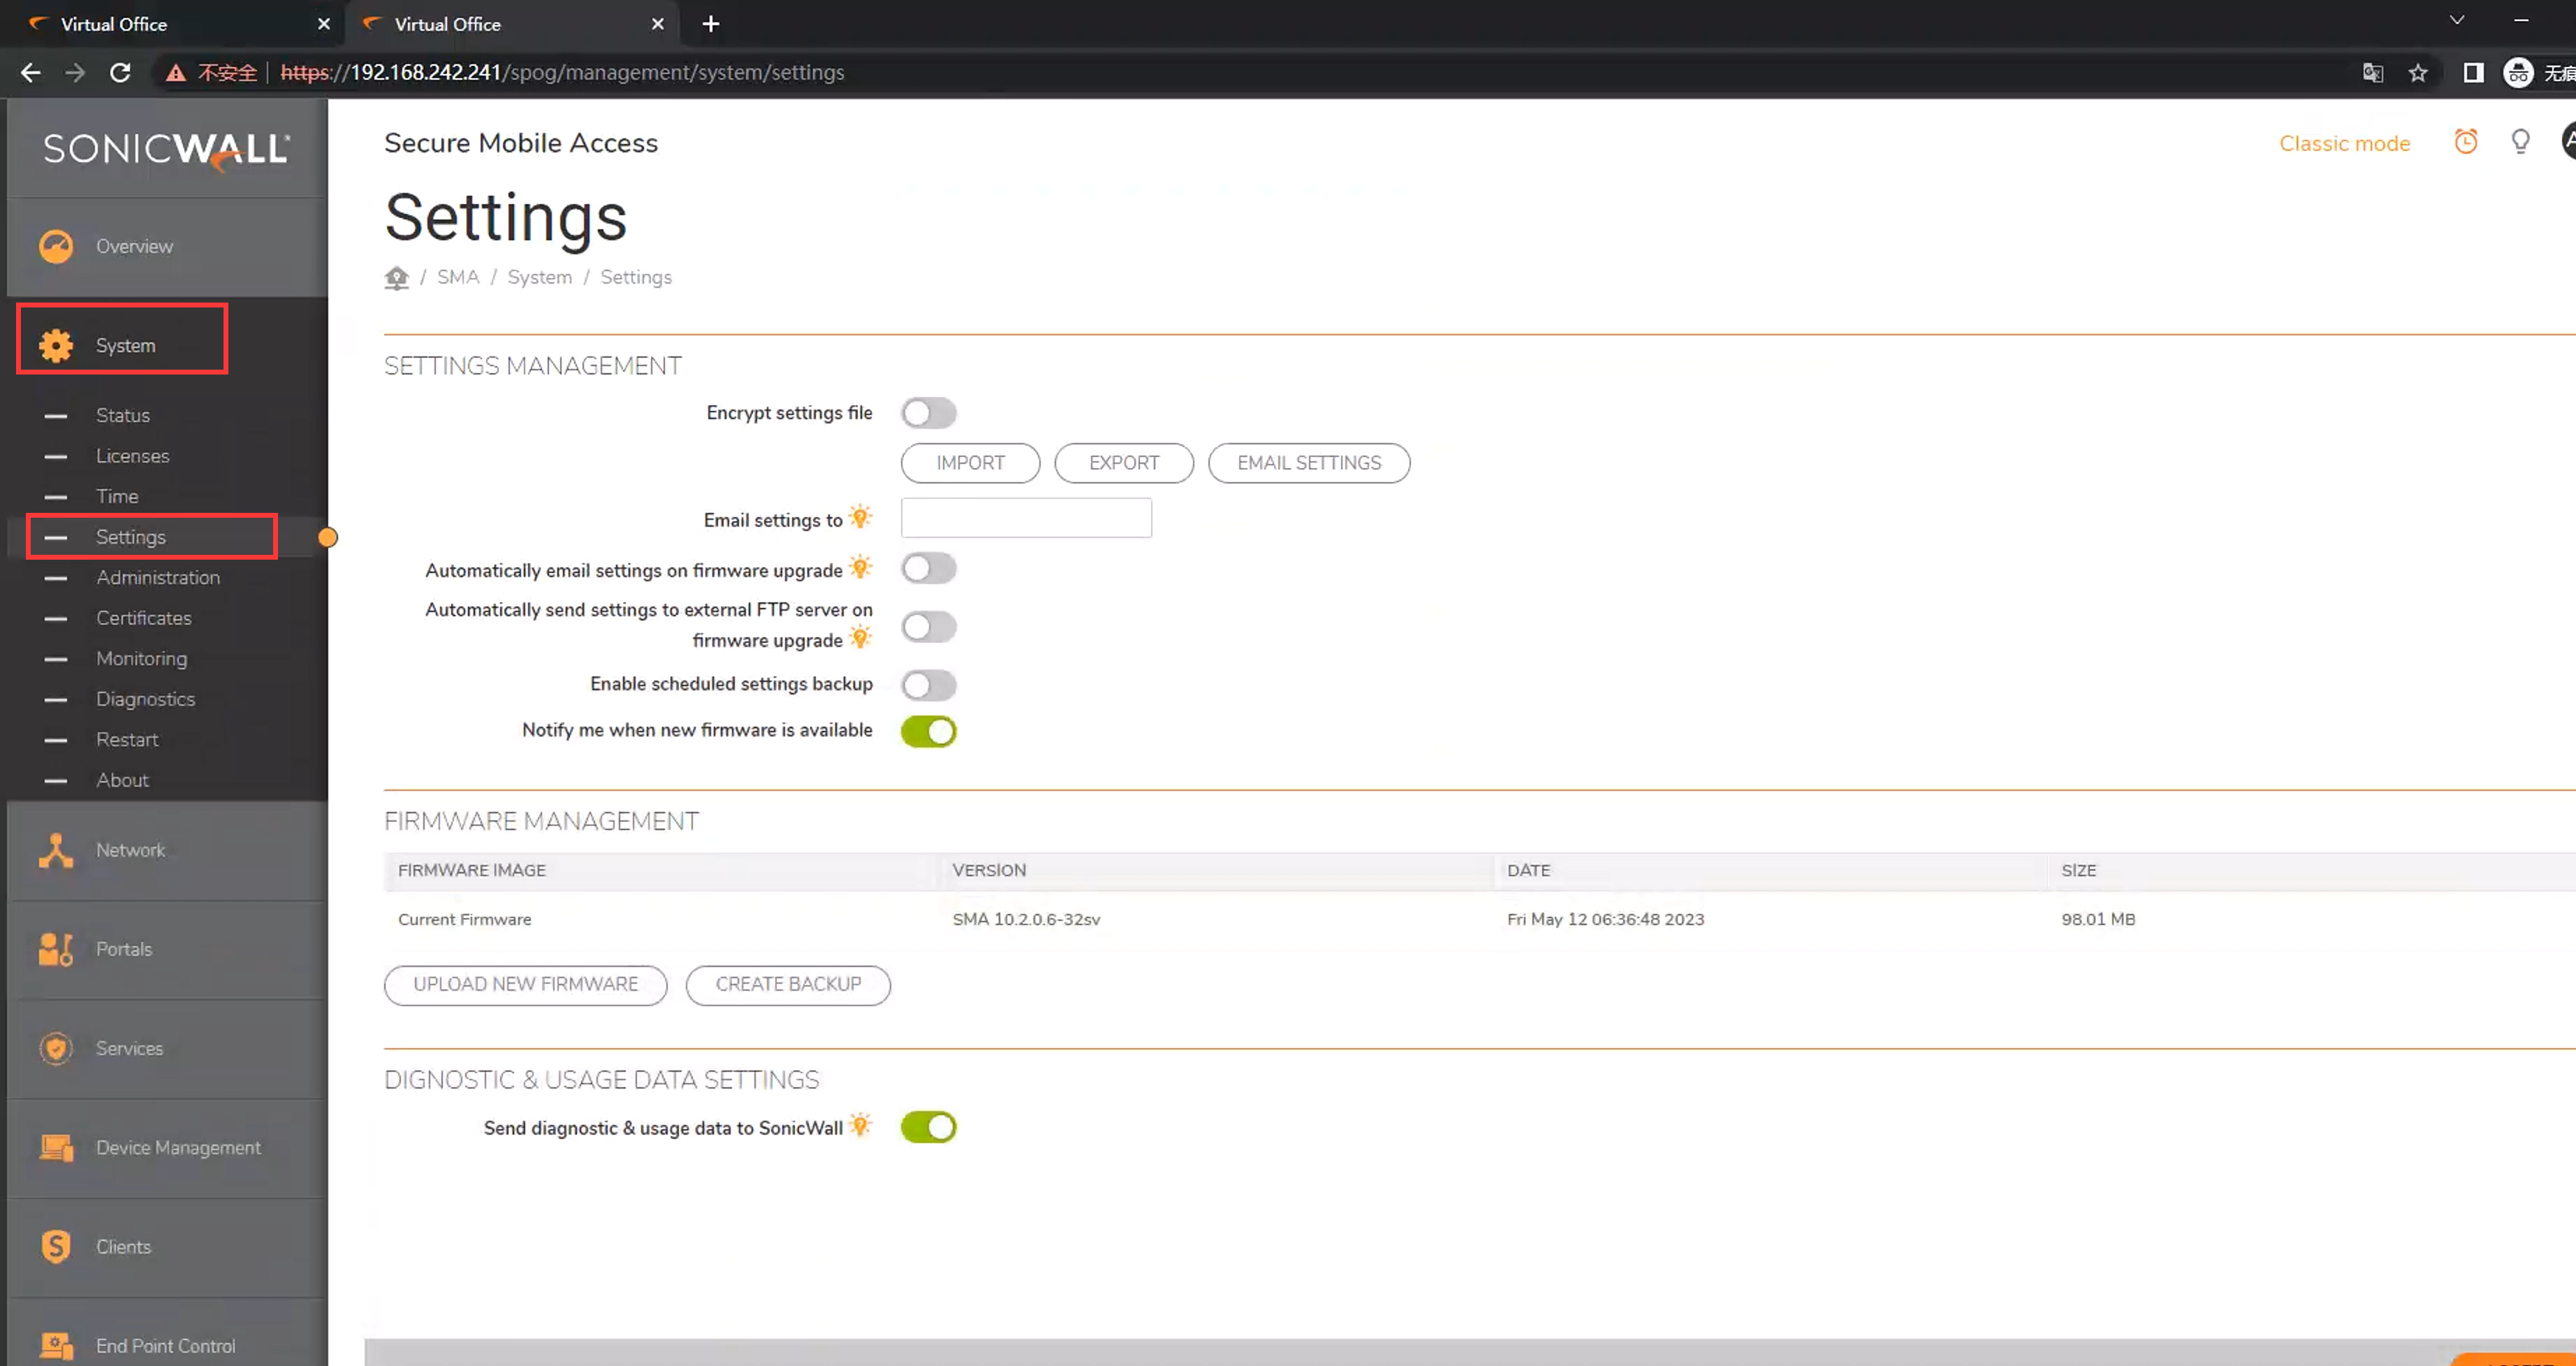 Virtual Office
Virtual Office
不安全 https://192.168.242.241/spog/management/system/settings
SONICWALL
Secure Mobile Access
Classic mode
Settings
/ SMA / System / Settings
Overview
System
Status
Licenses
Time
Settings
Administration
Certificates
Monitoring
Diagnostics
Restart
About
Network
Portals
Services
Device Management
Clients
End Point Control
SETTINGS MANAGEMENT
Encrypt settings file
IMPORT EXPORT EMAIL SETTINGS
Email settings to
Automatically email settings on firmware upgrade
Automatically send settings to external FTP server on
firmware upgrade
Enable scheduled settings backup
Notify me when new firmware is available
FIRMWARE MANAGEMENT
FIRMWARE IMAGE VERSION DATE SIZE
Current Firmware SMA 10.2.0.6-32sv Fri May 12 06:36:48 2023 98.01 MB
UPLOAD NEW FIRMWARE CREATE BACKUP
DIGNOSTIC & USAGE DATA SETTINGS
Send diagnostic & usage data to SonicWall